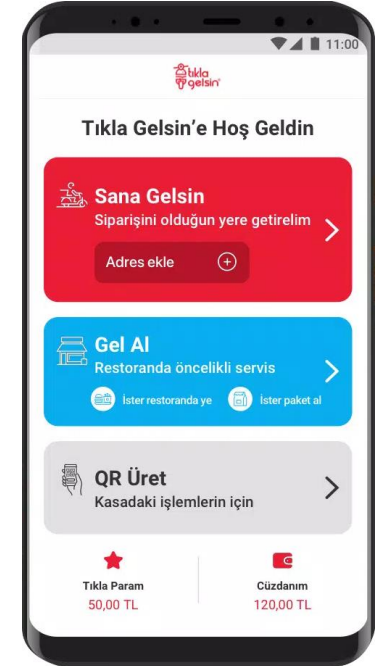 11:00
tıkla
gelsin
Tıkla Gelsin’e Hoş Geldin
Sana Gelsin
Siparişini olduğun yere getirelim
Adres ekle
Gel Al
Restoranda öncelikli servis
İster restoranda ye İster paket al
QR Üret
Kasadaki işlemlerin için
Tıkla Param Cüzdanım
50,00 TL 120,00 TL